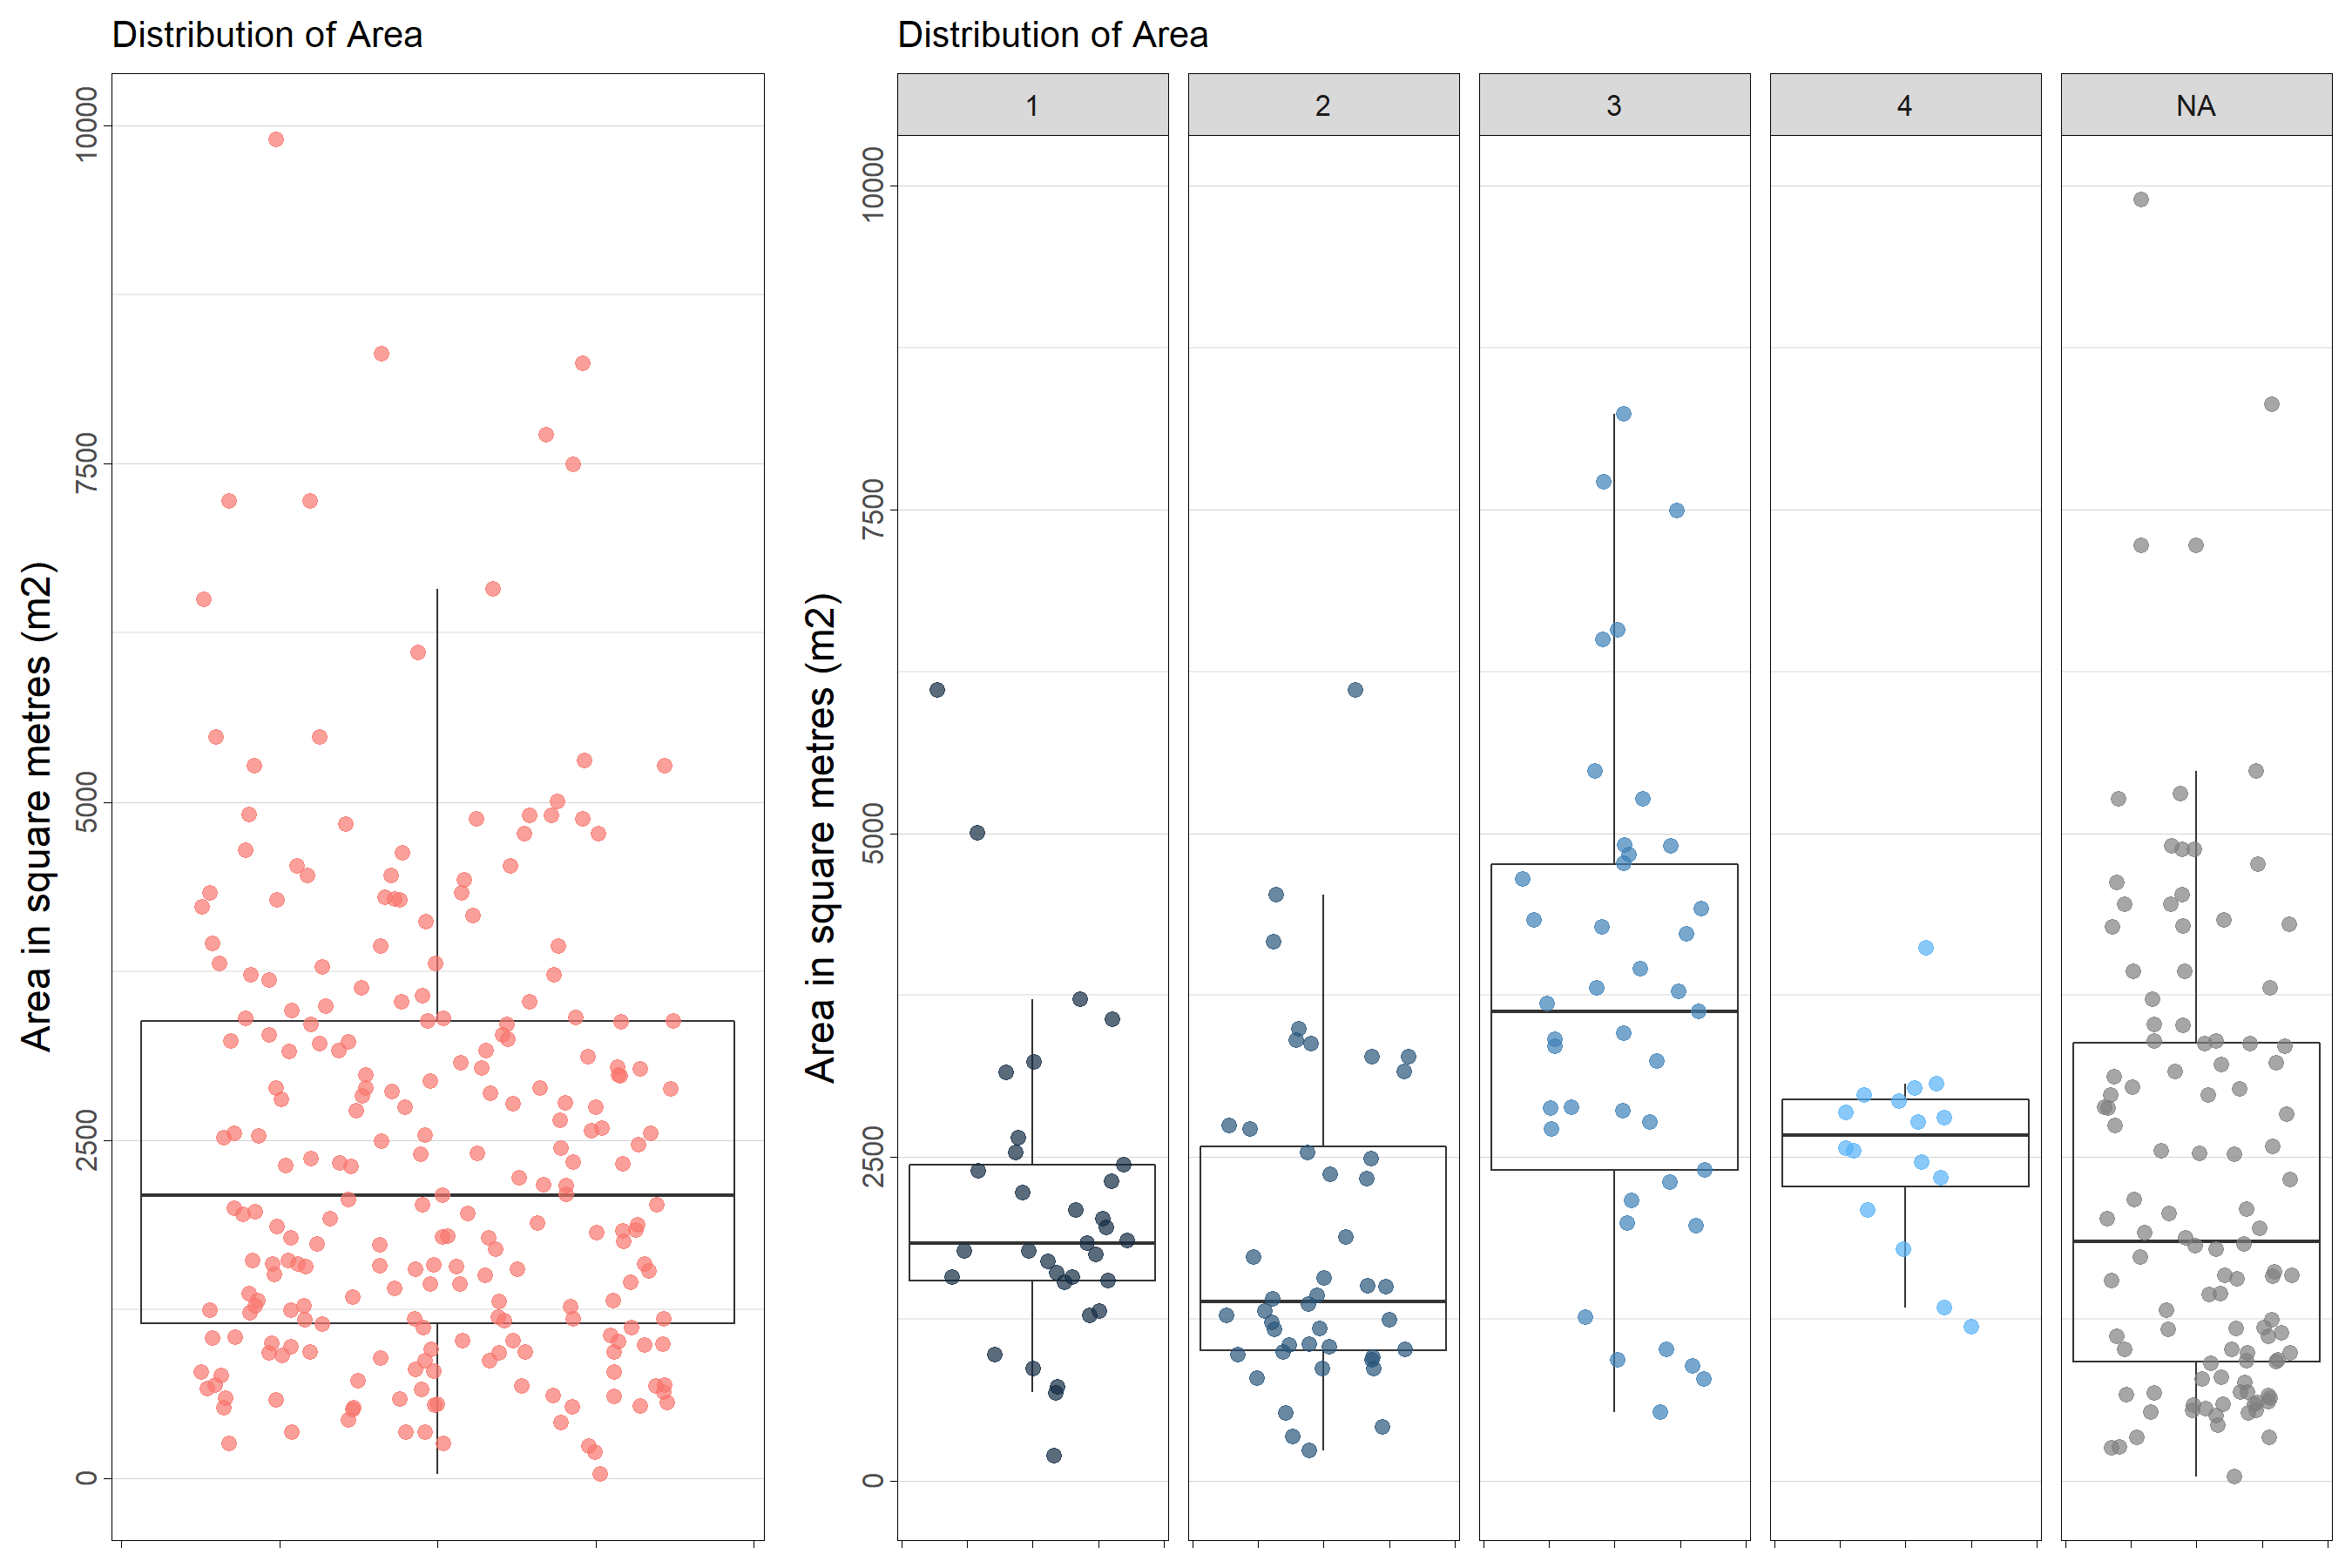 Distribution of Area
Area in square metres (m2)
10000
7500
5000
2500
0
Distribution of Area
1
2
3
4
NA
Area in square metres (m2)
10000
7500
5000
2500
0